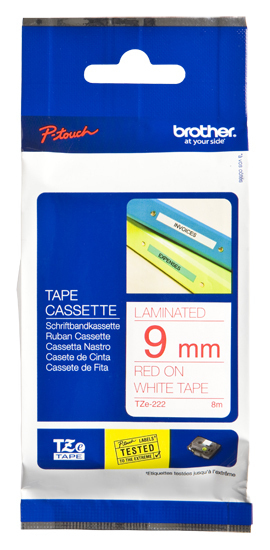 P-touch
brother
at your side
INVOICES
EXPENSES
TAPE
CASSETTE
Schriftbandkassette
Ruban Cassette
Cassetta Nastro
Casete de Cinta
Cassete de Fita
LAMINATED
9 mm
RED ON
WHITE TAPE
TZe-222
8m
TZe
TAPE
P-touch LABELS
TESTED
TO THE EXTREME
*Etiquettes testées jusqu'à l'extrême